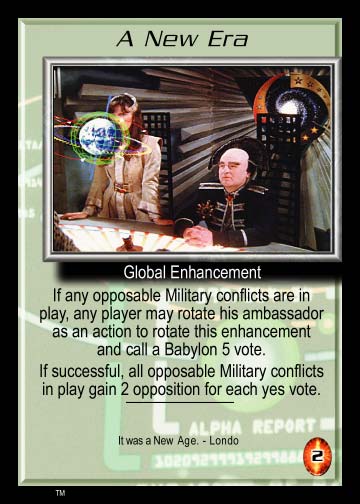 A New Era
Global Enhancement
If any opposable Military conflicts are in
play, any player may rotate his ambassador
as an action to rotate this enhancement
and call a Babylon 5 vote.
If successful, all opposable Military conflicts
in play gain 2 opposition for each yes vote.
It was a New Age. - Londo
ALPHA REPORT
2
TM